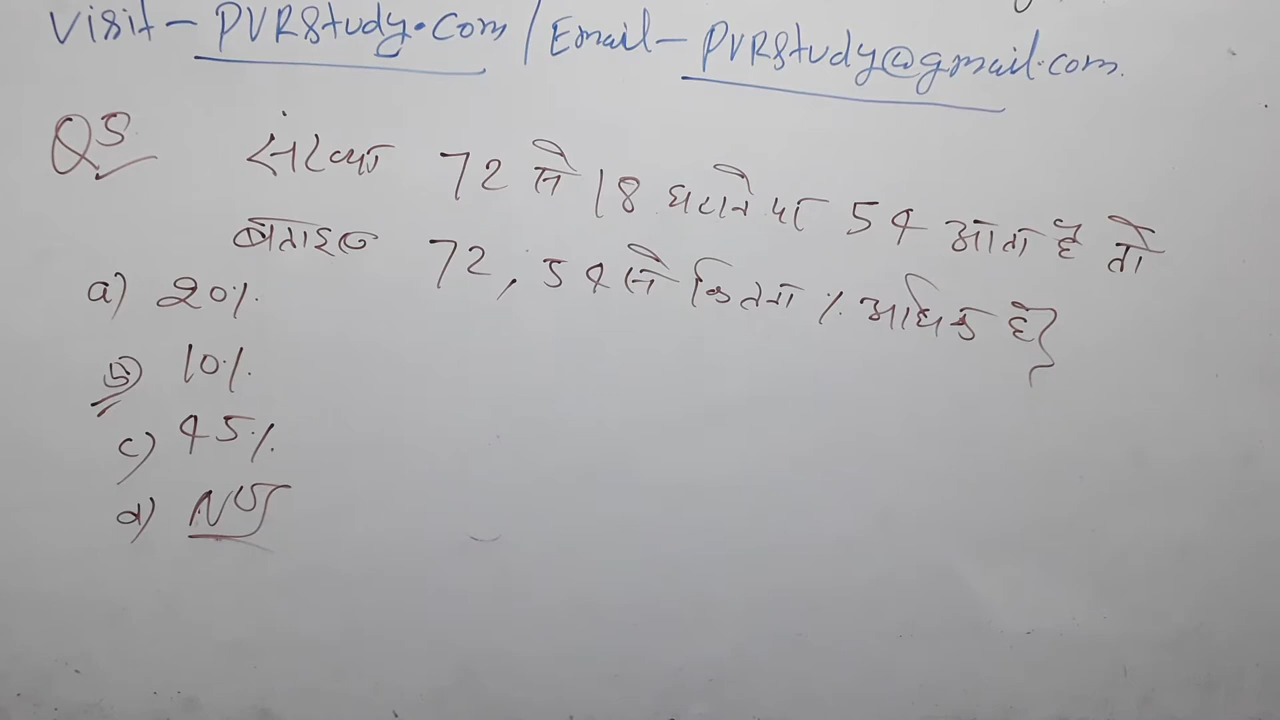 Visit - PVRStudy.Com / Email - PVRStudy@gmail.com.
Q5 संख्या 72 में 18 घटाने पर 54 आता है तो
बताइए 72, 54 से कितना % अधिक है}
a) 20%.
b) 10%.
c) 45%.
d) NOT